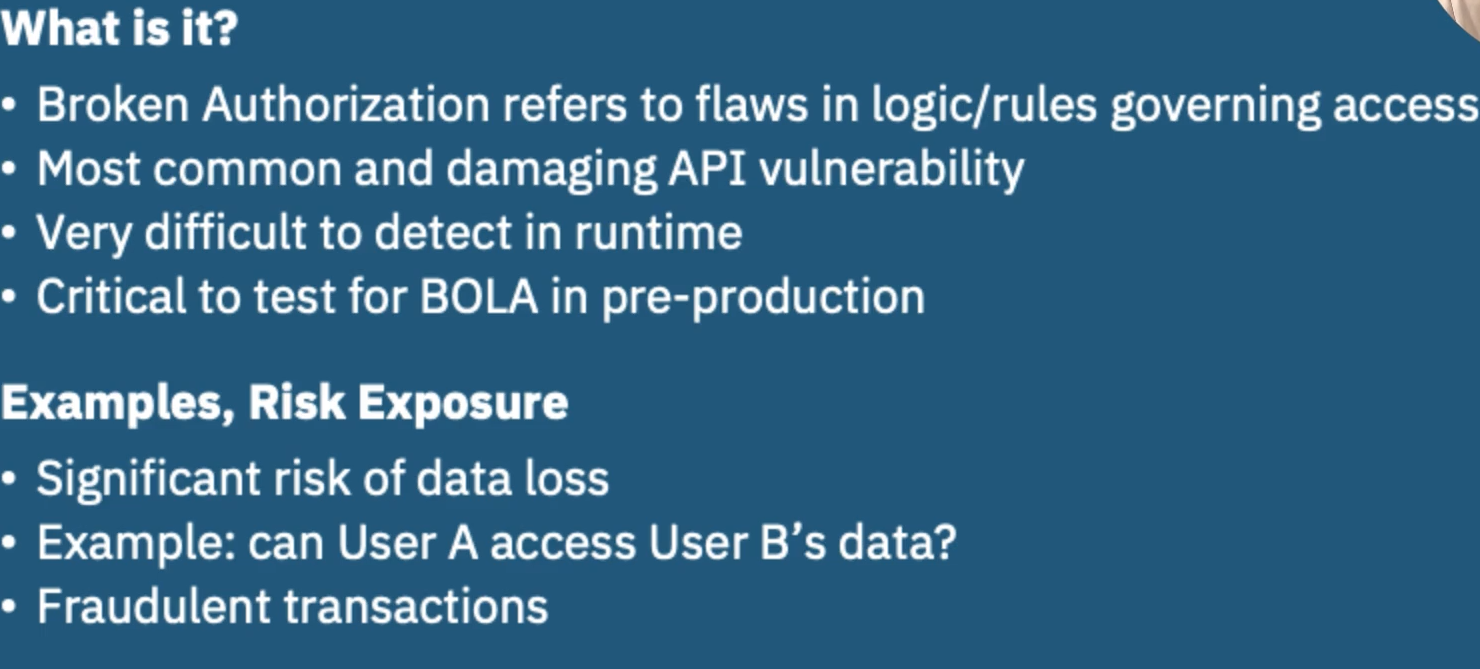 What is it?
• Broken Authorization refers to flaws in logic/rules governing access
• Most common and damaging API vulnerability
• Very difficult to detect in runtime
• Critical to test for BOLA in pre-production
Examples, Risk Exposure
• Significant risk of data loss
• Example: can User A access User B’s data?
• Fraudulent transactions